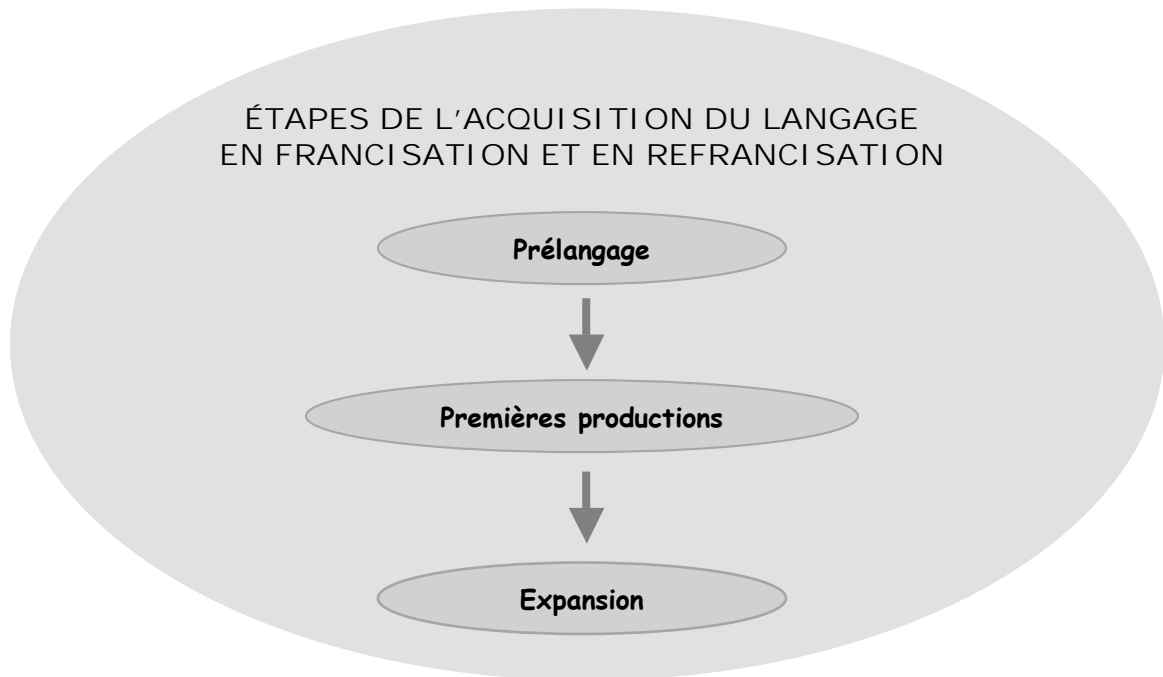 ÉTAPES DE L'ACQUISITION DU LANGAGE
EN FRANCISATION ET EN REFRANCISATION
Prélangage
Premières productions
Expansion